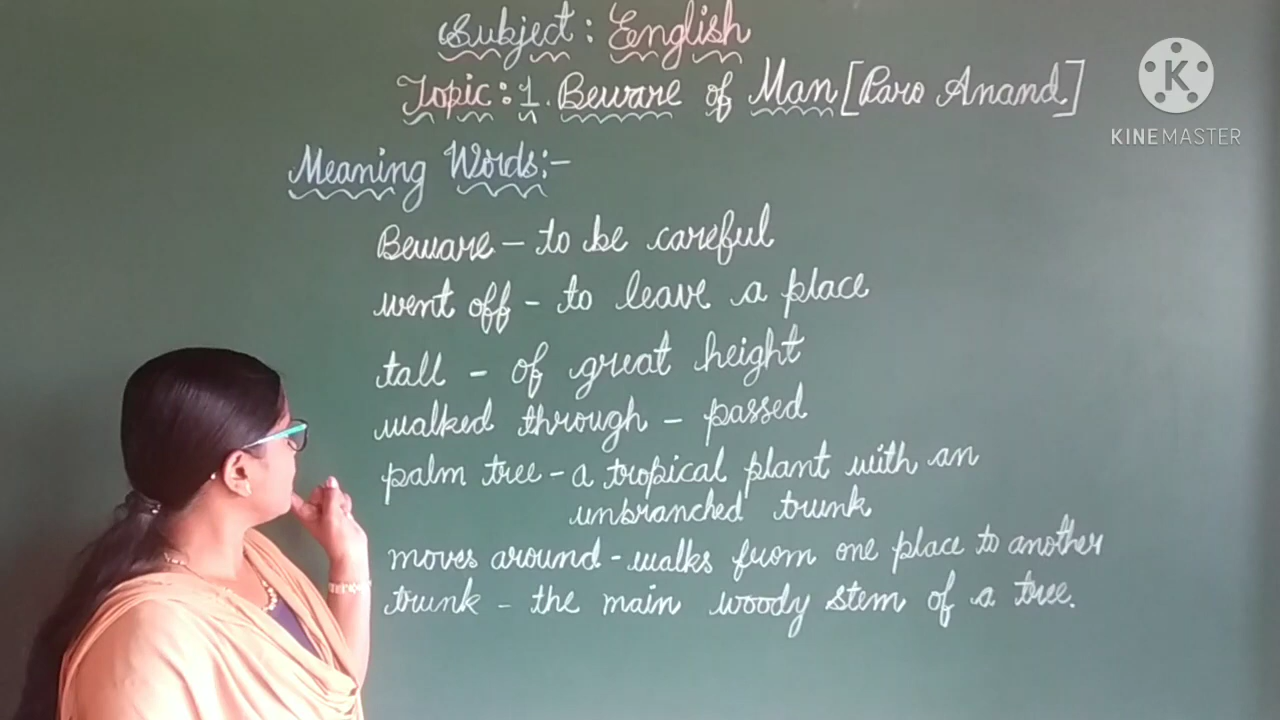 Subject: English
Topic: 1. Beware of Man [Paro Anand]
K
KINEMASTER
Meaning Words:-
Beware – to be careful
went off – to leave a place
tall – of great height
walked through – passed
palm tree – a tropical plant with an
unbranched trunk
moves around – walks from one place to another
trunk – the main woody stem of a tree.